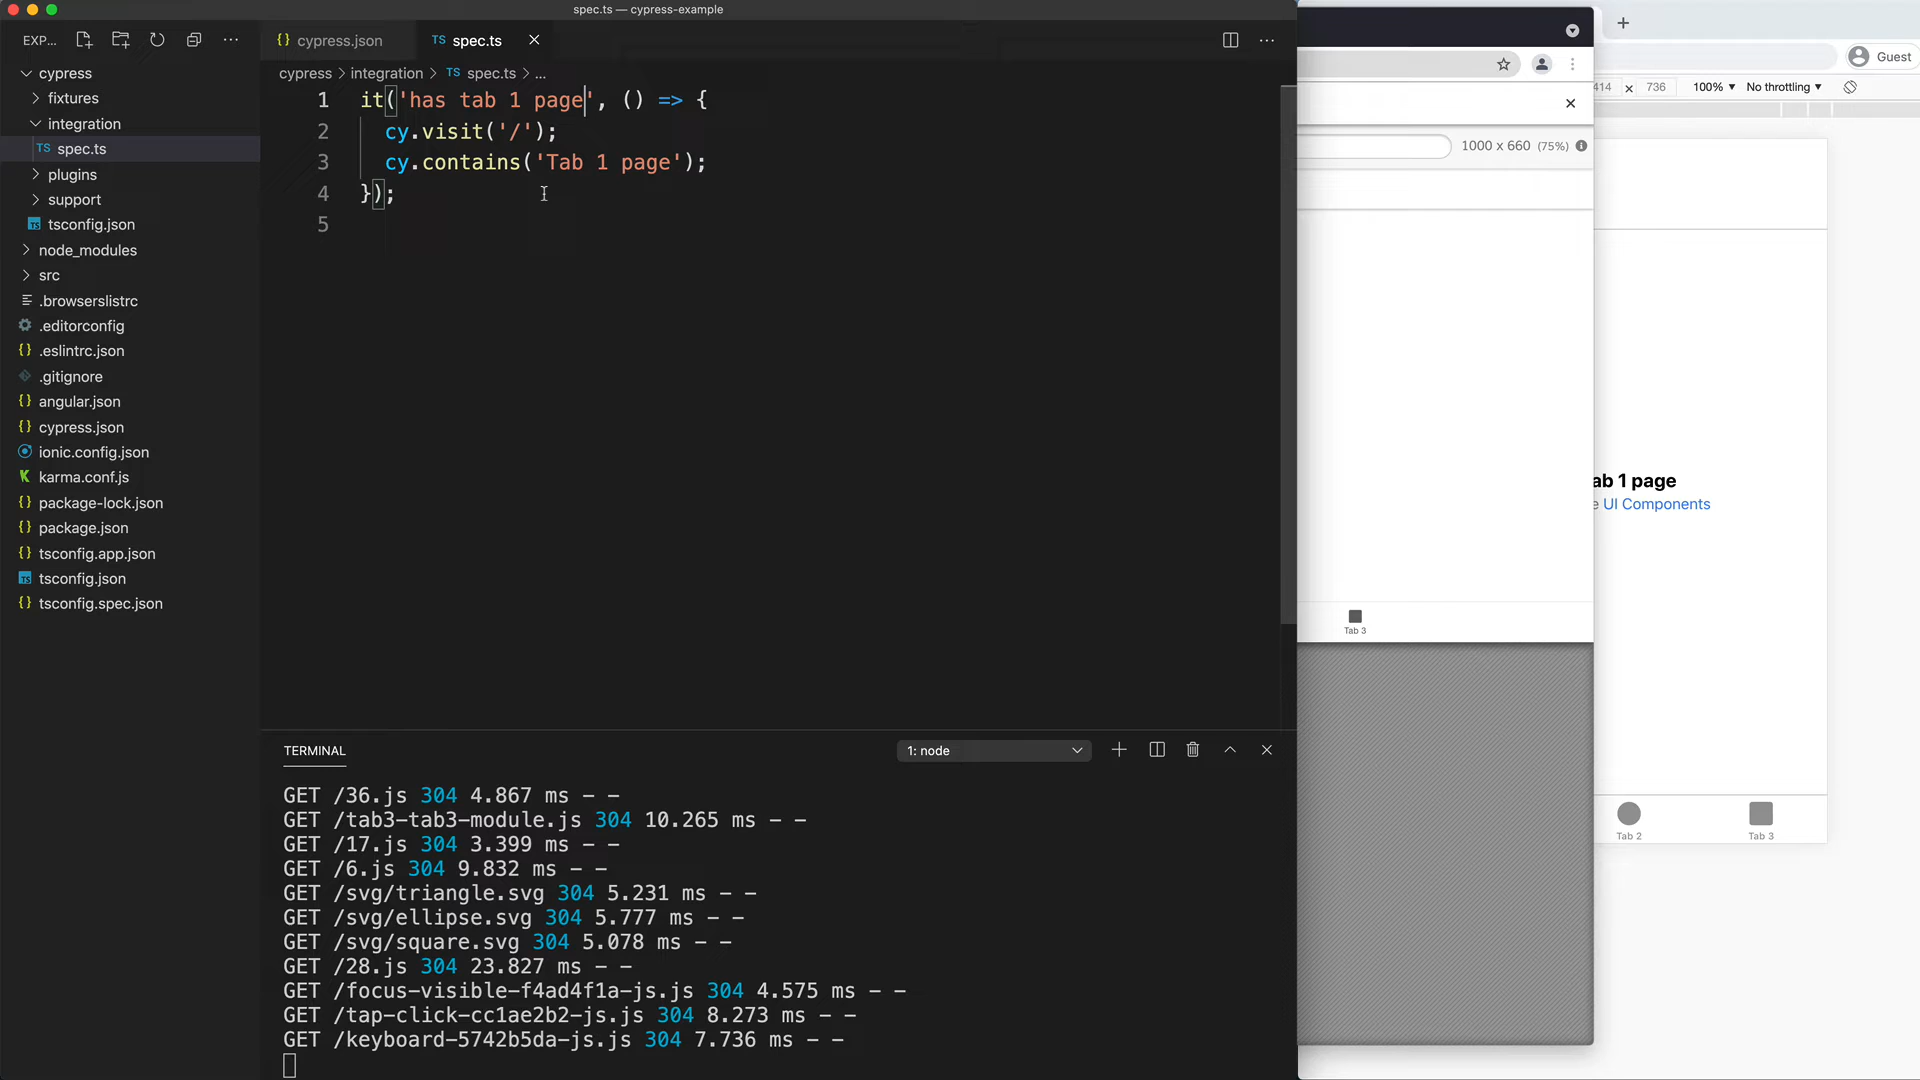 spec.ts — cypress-example
EXP...
cypress
fixtures
integration
TS spec.ts
plugins
support
tsconfig.json
node_modules
src
.browserslistrc
.editorconfig
.eslintrc.json
.gitignore
angular.json
cypress.json
ionic.config.json
karma.conf.js
package-lock.json
package.json
tsconfig.app.json
tsconfig.json
tsconfig.spec.json
{} cypress.json
TS spec.ts
cypress > integration > TS spec.ts > ...
1 it('has tab 1 page', () => {
2 cy.visit('/');
3 cy.contains('Tab 1 page');
4 });
5
TERMINAL
1: node
GET /36.js 304 4.867 ms - -
GET /tab3-tab3-module.js 304 10.265 ms - -
GET /17.js 304 3.399 ms - -
GET /6.js 304 9.832 ms - -
GET /svg/triangle.svg 304 5.231 ms - -
GET /svg/ellipse.svg 304 5.777 ms - -
GET /svg/square.svg 304 5.078 ms - -
GET /28.js 304 23.827 ms - -
GET /focus-visible-f4ad4f1a-js.js 304 4.575 ms - -
GET /tap-click-cc1ae2b2-js.js 304 8.273 ms - -
GET /keyboard-5742b5da-js.js 304 7.736 ms - -
1000 x 660 (75%)
Tab 3
Guest
414 × 736 100% No throttling
ab 1 page
e UI Components
Tab 2
Tab 3